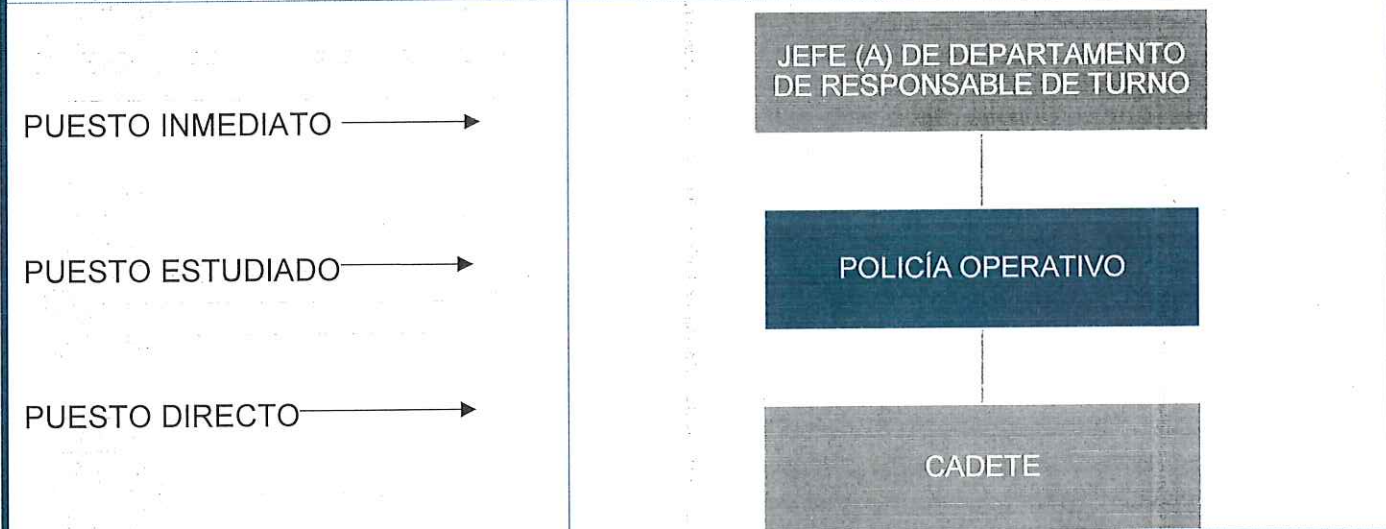 JEFE (A) DE DEPARTAMENTO
DE RESPONSABLE DE TURNO
PUESTO INMEDIATO
PUESTO ESTUDIADO
POLICÍA OPERATIVO
PUESTO DIRECTO
CADETE